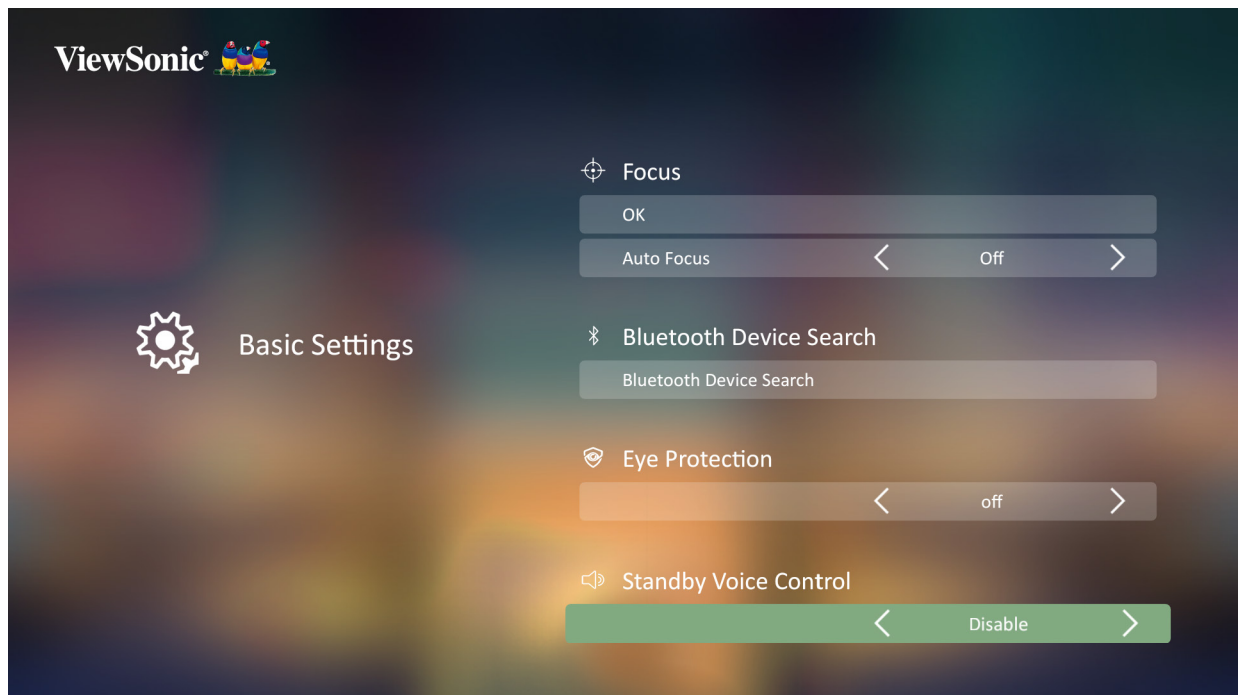 ViewSonic®
Focus
OK
Auto Focus Off
Basic Settings
Bluetooth Device Search
Bluetooth Device Search
Eye Protection
off
Standby Voice Control
Disable